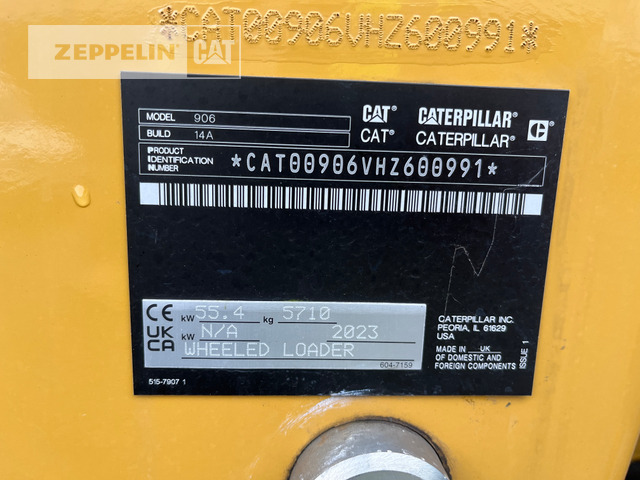 *CAT00906VHZ600991*
ZEPPELIN
CAT
MODEL 906
CAT® CATERPILLAR®
BUILD 14A
CAT® CATERPILLAR® C
PRODUCT
IDENTIFICATION
NUMBER
*CAT00906VHZ600991*
CE kW 55.4 kg 5710
UK
CA kW N/A 2023
WHEELED LOADER
604-7159
515-7907 1
CATERPILLAR INC.
PEORIA, IL 61629
USA
MADE IN UK
OF DOMESTIC AND
FOREIGN COMPONENTS
ISSUE 1